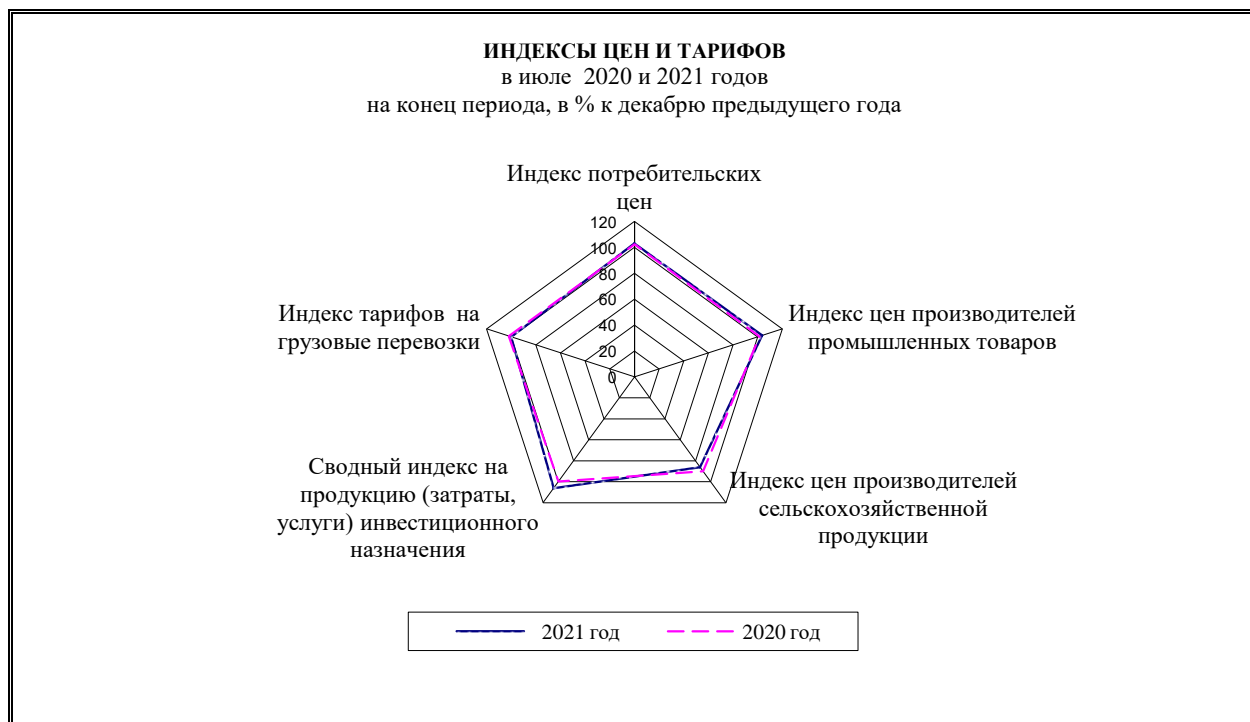 ИНДЕКСЫ ЦЕН И ТАРИФОВ
в июле 2020 и 2021 годов
на конец периода, в % к декабрю предыдущего года
Индекс потребительских
цен
120
100
80
60
40
20
0
Индекс цен производителей
промышленных товаров
Индекс цен производителей
сельскохозяйственной
продукции
Сводный индекс на
продукцию (затраты,
услуги) инвестиционного
назначения
Индекс тарифов на
грузовые перевозки
2021 год
2020 год